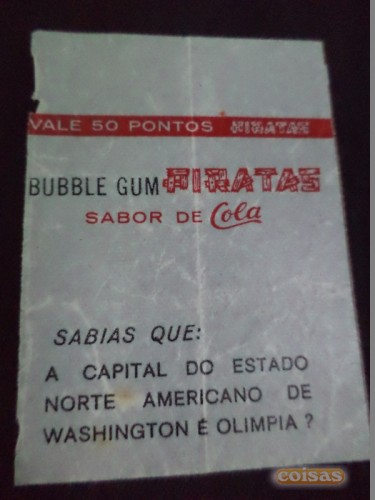 VALE 50 PONTOS PIRATAS
BUBBLE GUM PIRATAS
SABOR DE Cola
SABIAS QUE:
A CAPITAL DO ESTADO
NORTE AMERICANO DE
WASHINGTON É OLIMPIA ?
coisas